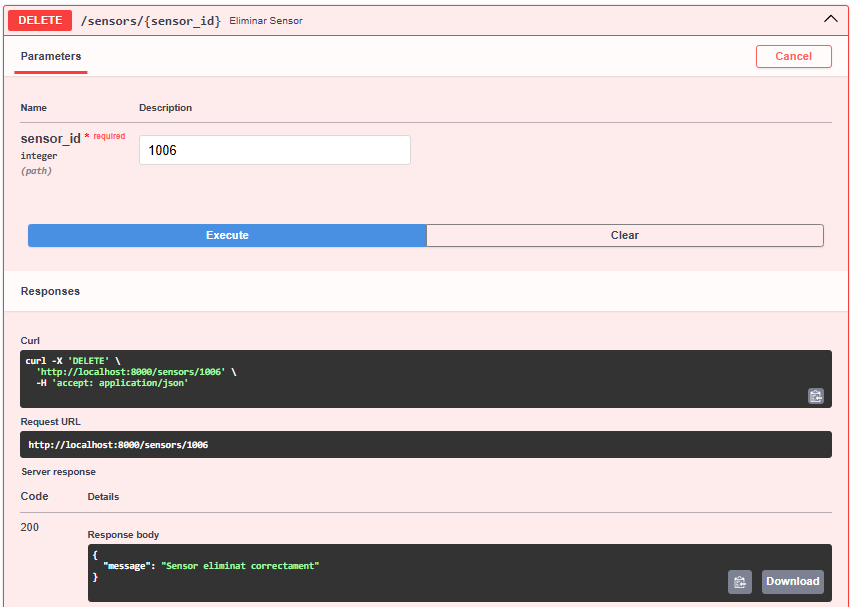 DELETE /sensors/{sensor_id} Eliminar Sensor
Parameters
Cancel
Name Description
sensor_id * required
integer
(path)
1006
Execute Clear
Responses
Curl
curl -X 'DELETE' \
'http://localhost:8000/sensors/1006' \
-H 'accept: application/json'
Request URL
http://localhost:8000/sensors/1006
Server response
Code Details
200
Response body
{
"message": "Sensor eliminat correctament"
}
Download